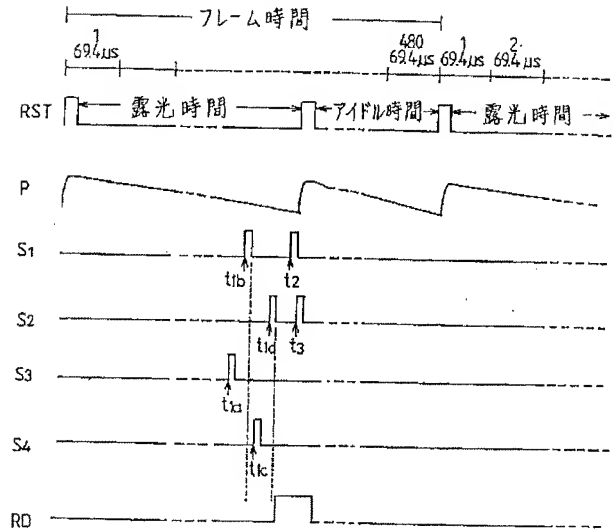 フレーム時間
1 480 1 2.
69.4μs 69.4μs 69.4μs 69.4μs
RST 露光時間 アイドル時間 露光時間
P
S1
t1b t2
S2
t1d t3
S3
t1a
S4
t1c
RD